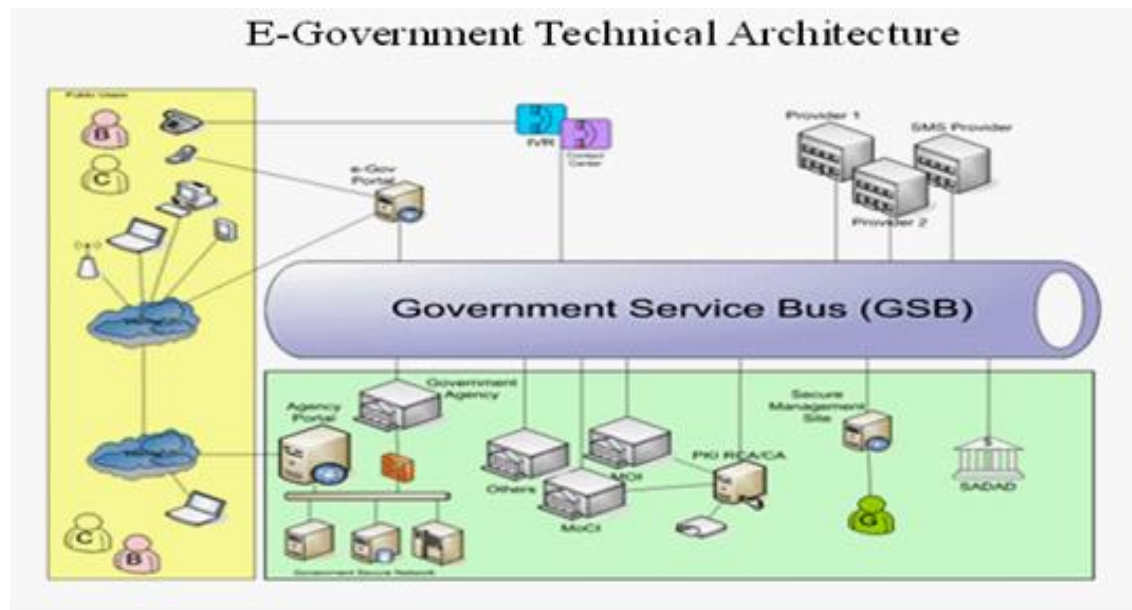 E-Government Technical Architecture
Public Users
B
C
IVR
Contact
Center
e-Gov
Portal
Provider 1
SMS Provider
Provider 2
Government Service Bus (GSB)
Government
Agency
Agency
Portal
Others
MOI
MoCI
PKI RCA/CA
Secure
Management
Site
G
SADAD
C
B
Government Secure Network